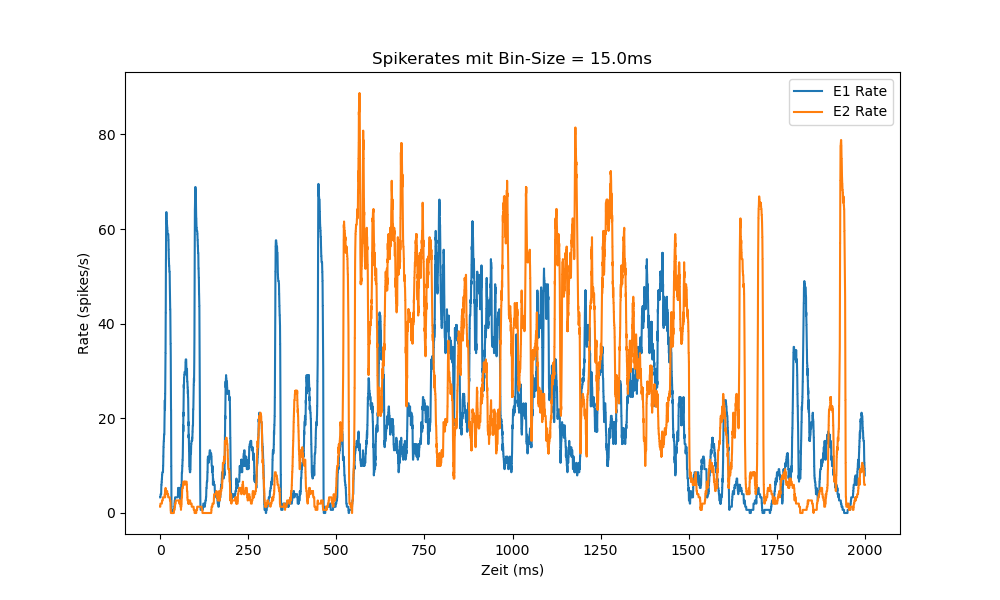 Spikerates mit Bin-Size = 15.0ms
E1 Rate
E2 Rate
Rate (spikes/s)
80
60
40
20
0
0 250 500 750 1000 1250 1500 1750 2000
Zeit (ms)